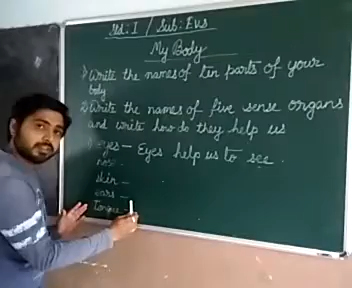 Std: I / Sub: Evs
My Body
1) Write the names of ten parts of your
body
2) Write the names of five sense organs
and write how do they help us
eyes — Eyes help us to see.
nose -
skin -
ears -
Tongue -